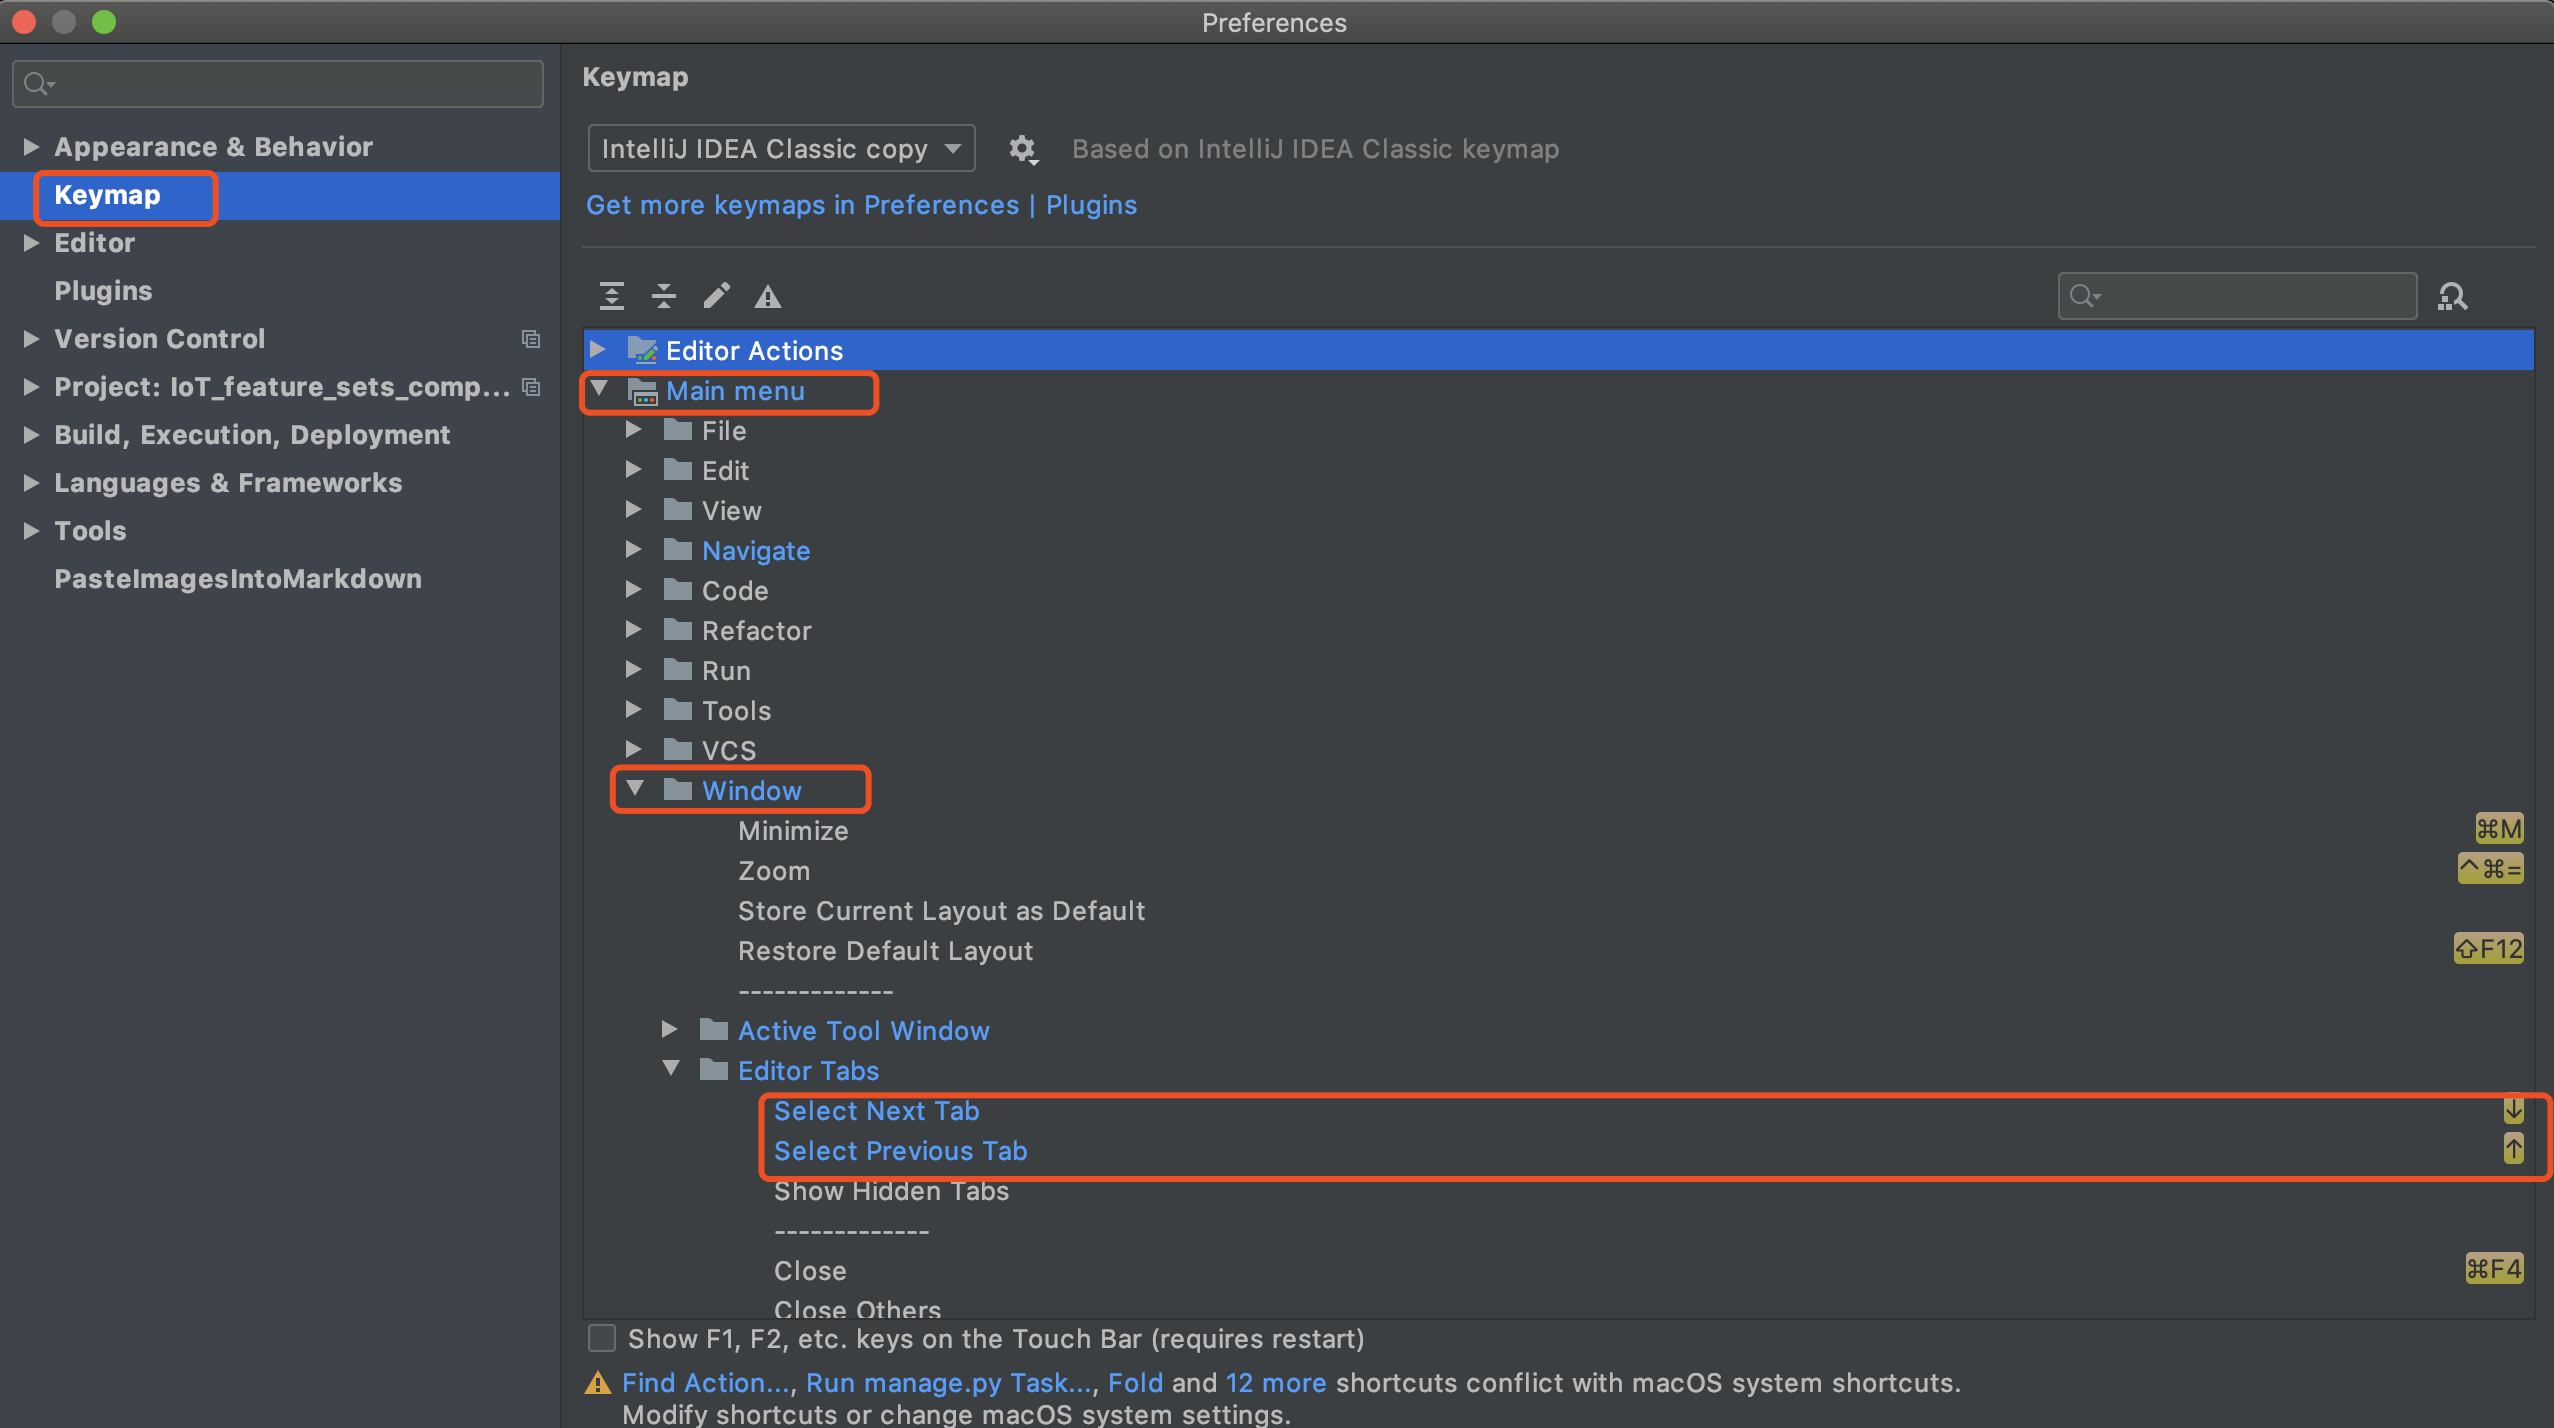 Preferences
Appearance & Behavior
Keymap
Editor
Plugins
Version Control
Project: IoT_feature_sets_comp...
Build, Execution, Deployment
Languages & Frameworks
Tools
PasteImagesIntoMarkdown
Keymap
IntelliJ IDEA Classic copy
Based on IntelliJ IDEA Classic keymap
Get more keymaps in Preferences | Plugins
Editor Actions
Main menu
File
Edit
View
Navigate
Code
Refactor
Run
Tools
VCS
Window
Minimize ⌘M
Zoom ^⌘=
Store Current Layout as Default
Restore Default Layout ⇧F12
-------------
Active Tool Window
Editor Tabs
Select Next Tab ↓
Select Previous Tab ↑
Show Hidden Tabs
-------------
Close ⌘F4
Close Others
Show F1, F2, etc. keys on the Touch Bar (requires restart)
Find Action..., Run manage.py Task..., Fold and 12 more shortcuts conflict with macOS system shortcuts.
Modify shortcuts or change macOS system settings.